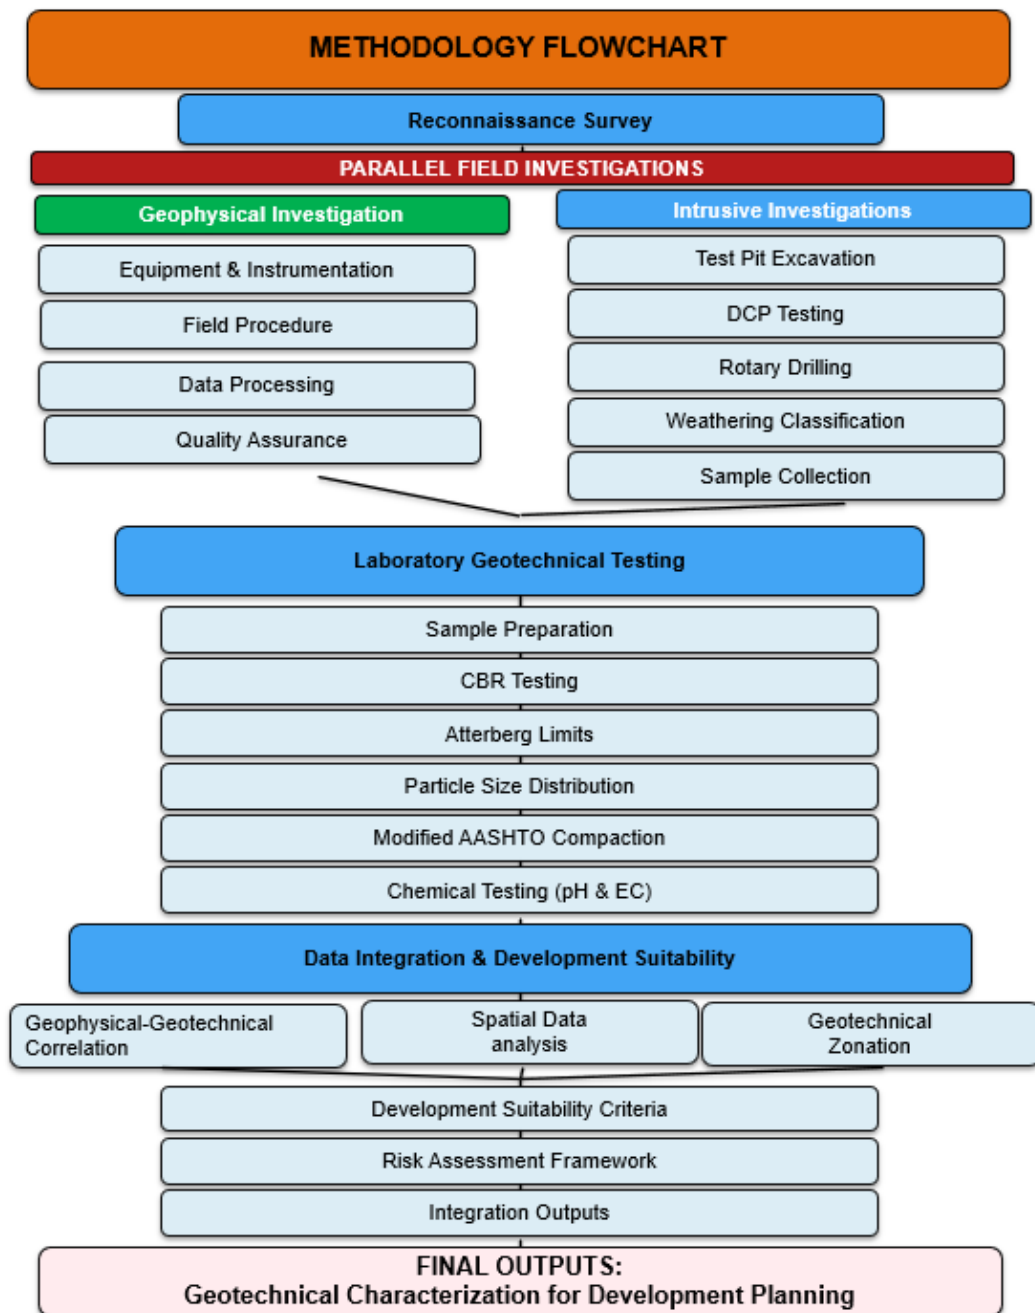 METHODOLOGY FLOWCHART
Reconnaissance Survey
PARALLEL FIELD INVESTIGATIONS
Geophysical Investigation
Equipment & Instrumentation
Field Procedure
Data Processing
Quality Assurance
Intrusive Investigations
Test Pit Excavation
DCP Testing
Rotary Drilling
Weathering Classification
Sample Collection
Laboratory Geotechnical Testing
Sample Preparation
CBR Testing
Atterberg Limits
Particle Size Distribution
Modified AASHTO Compaction
Chemical Testing (pH & EC)
Data Integration & Development Suitability
Geophysical-Geotechnical
Correlation
Spatial Data
analysis
Geotechnical
Zonation
Development Suitability Criteria
Risk Assessment Framework
Integration Outputs
FINAL OUTPUTS:
Geotechnical Characterization for Development Planning